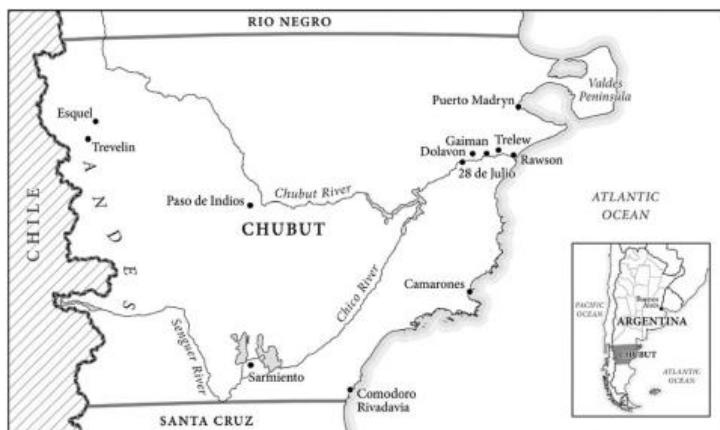 RIO NEGRO
Valdes
Peninsula
Puerto Madryn
Esquel
Trevelin
Gaiman
Trelew
Dolavon
Rawson
28 de Julio
ANDES
Chubut River
Paso de Indios
CHUBUT
ATLANTIC
OCEAN
CHILE
Camarones
Chico River
Senguer River
Sarmiento
Comodoro
Rivadavia
SANTA CRUZ
Buenos
Aires
PACIFIC
OCEAN
ARGENTINA
CHUBUT
ATLANTIC
OCEAN